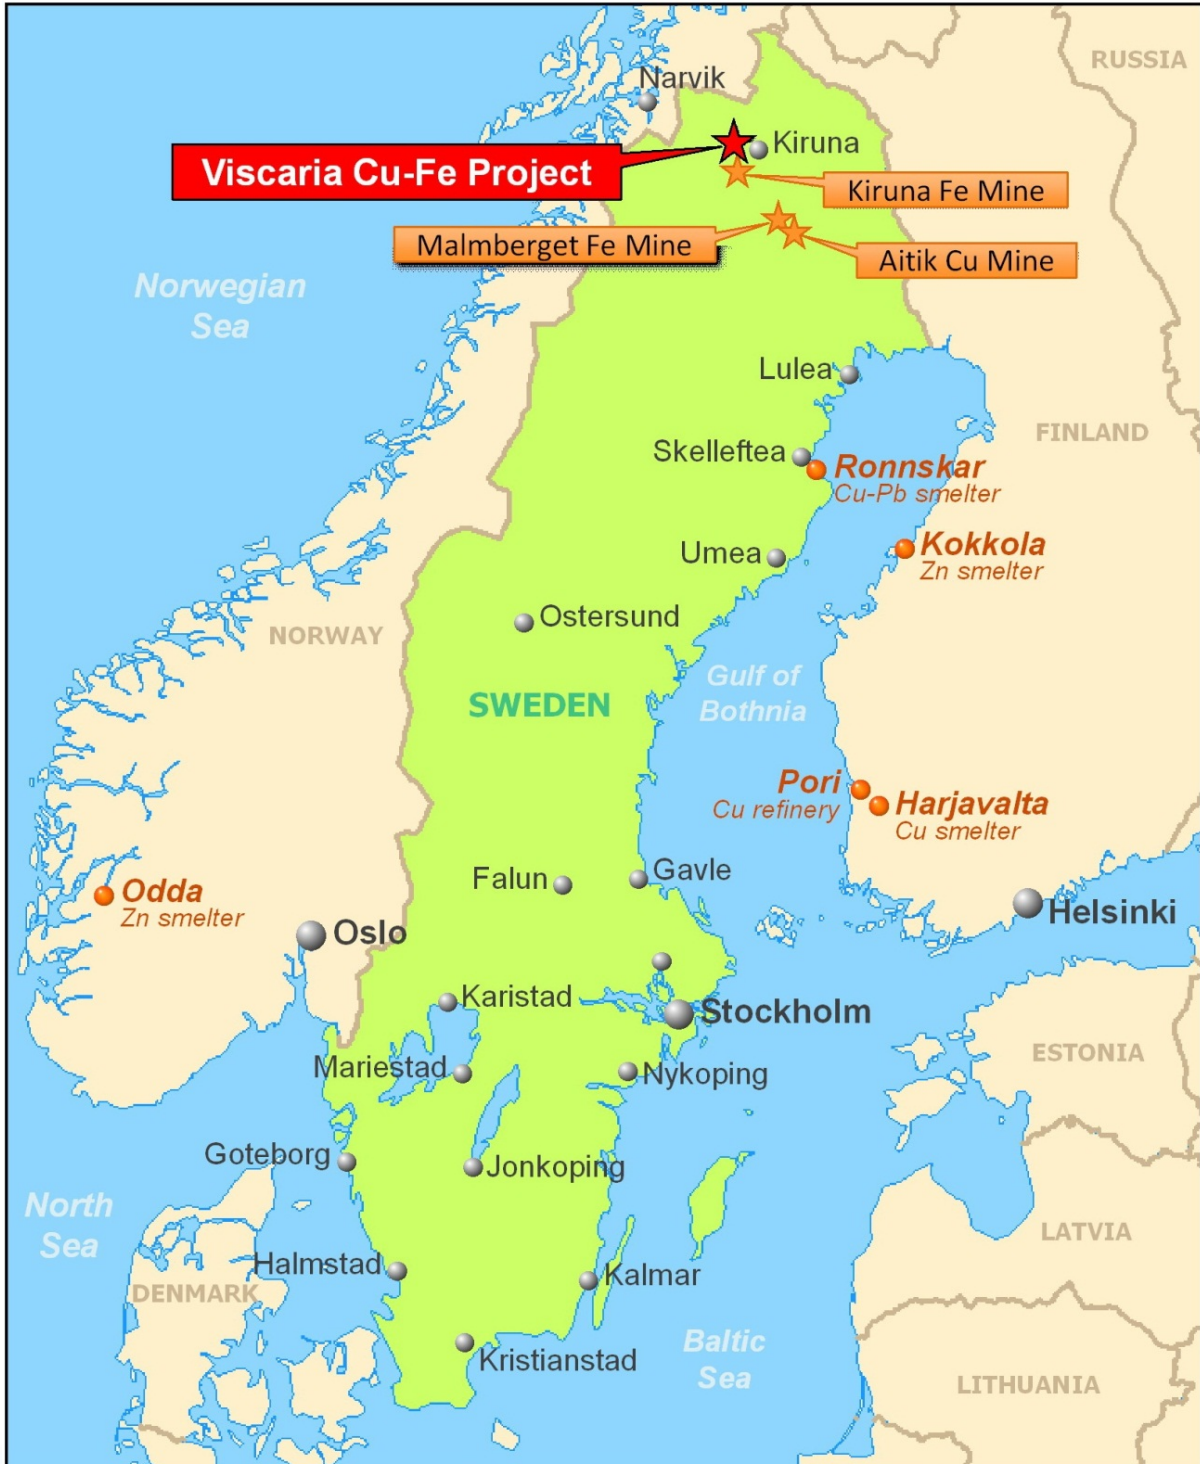 RUSSIA
Narvik
Kiruna
Viscaria Cu-Fe Project
Kiruna Fe Mine
Malmberget Fe Mine
Aitik Cu Mine
Norwegian
Sea
Lulea
FINLAND
Skelleftea
Ronnskar
Cu-Pb smelter
Umea
Kokkola
Zn smelter
Ostersund
NORWAY
SWEDEN
Gulf of
Bothnia
Pori
Cu refinery
Harjavalta
Cu smelter
Falun
Gavle
Odda
Zn smelter
Oslo
Helsinki
Karistad
Stockholm
ESTONIA
Mariestad
Nykoping
Goteborg
Jonkoping
North
Sea
LATVIA
Halmstad
Kalmar
DENMARK
Baltic
Sea
Kristianstad
LITHUANIA